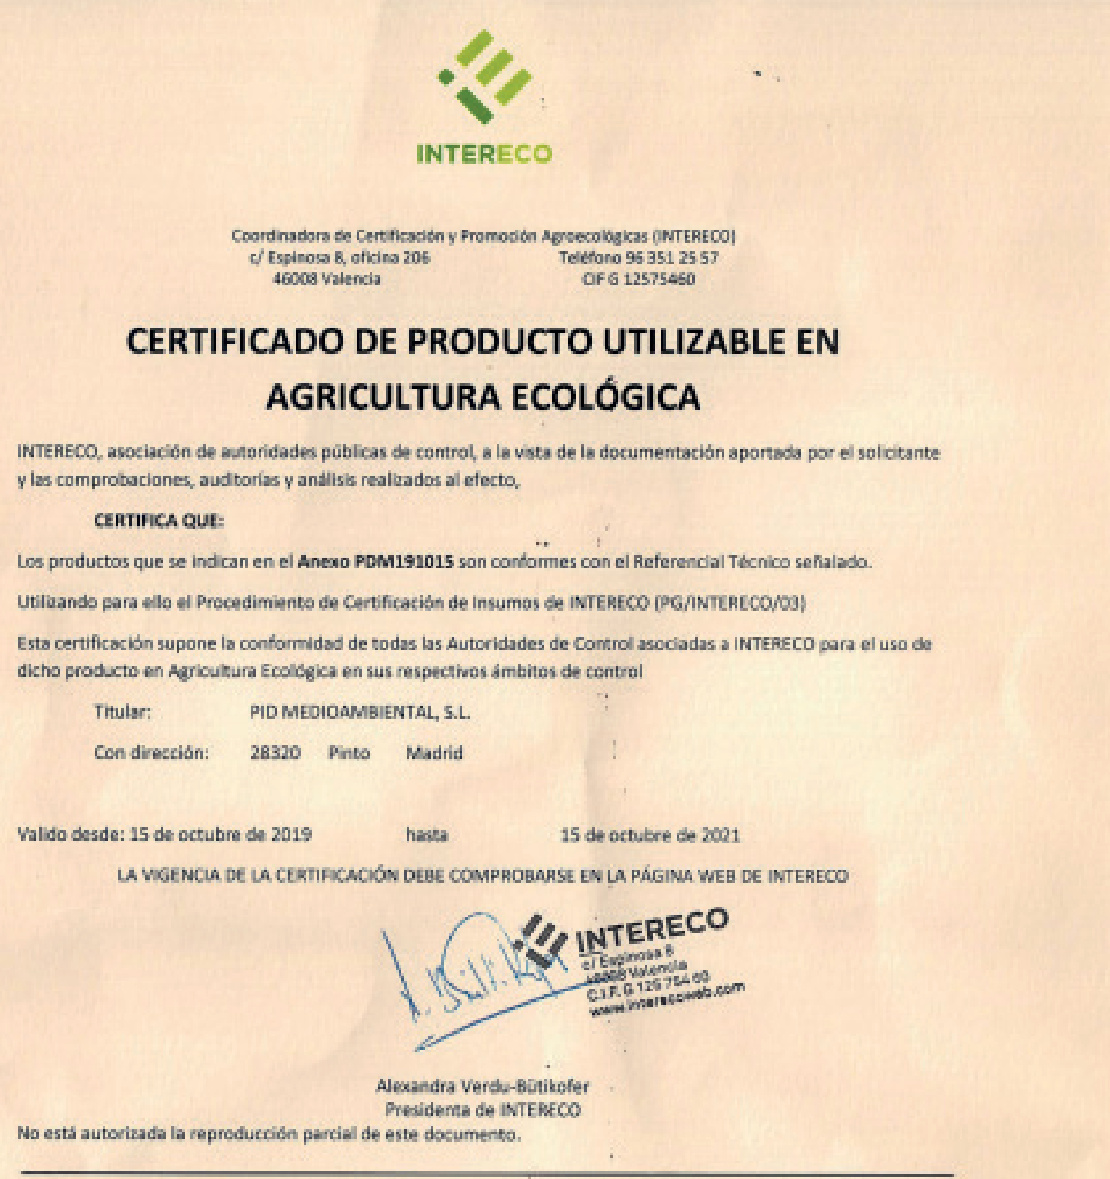 INTERECO
Coordinadora de Certificación y Promoción Agroecológicas (INTERECO)
c/ Espinosa 8, oficina 206 Teléfono 96 351 25 57
46008 Valencia CIF G 12575460
CERTIFICADO DE PRODUCTO UTILIZABLE EN
AGRICULTURA ECOLÓGICA
INTERECO, asociación de autoridades públicas de control, a la vista de la documentación aportada por el solicitante
y las comprobaciones, auditorías y análisis realizados al efecto,
CERTIFICA QUE:
Los productos que se indican en el Anexo PDM191015 son conformes con el Referencial Técnico señalado.
Utilizando para ello el Procedimiento de Certificación de Insumos de INTERECO (PG/INTERECO/03)
Esta certificación supone la conformidad de todas las Autoridades de Control asociadas a INTERECO para el uso de
dicho producto en Agricultura Ecológica en sus respectivos ámbitos de control
Titular: PID MEDIOAMBIENTAL, S.L.
Con dirección: 28320 Pinto Madrid
Valido desde: 15 de octubre de 2019 hasta 15 de octubre de 2021
LA VIGENCIA DE LA CERTIFICACIÓN DEBE COMPROBARSE EN LA PÁGINA WEB DE INTERECO
INTERECO
c/ Espinosa 8
46008 Valencia
C.I.F. G
www.interecoweb.com
Alexandra Verdu-Bütikofer
Presidenta de INTERECO
No está autorizada la reproducción parcial de este documento.